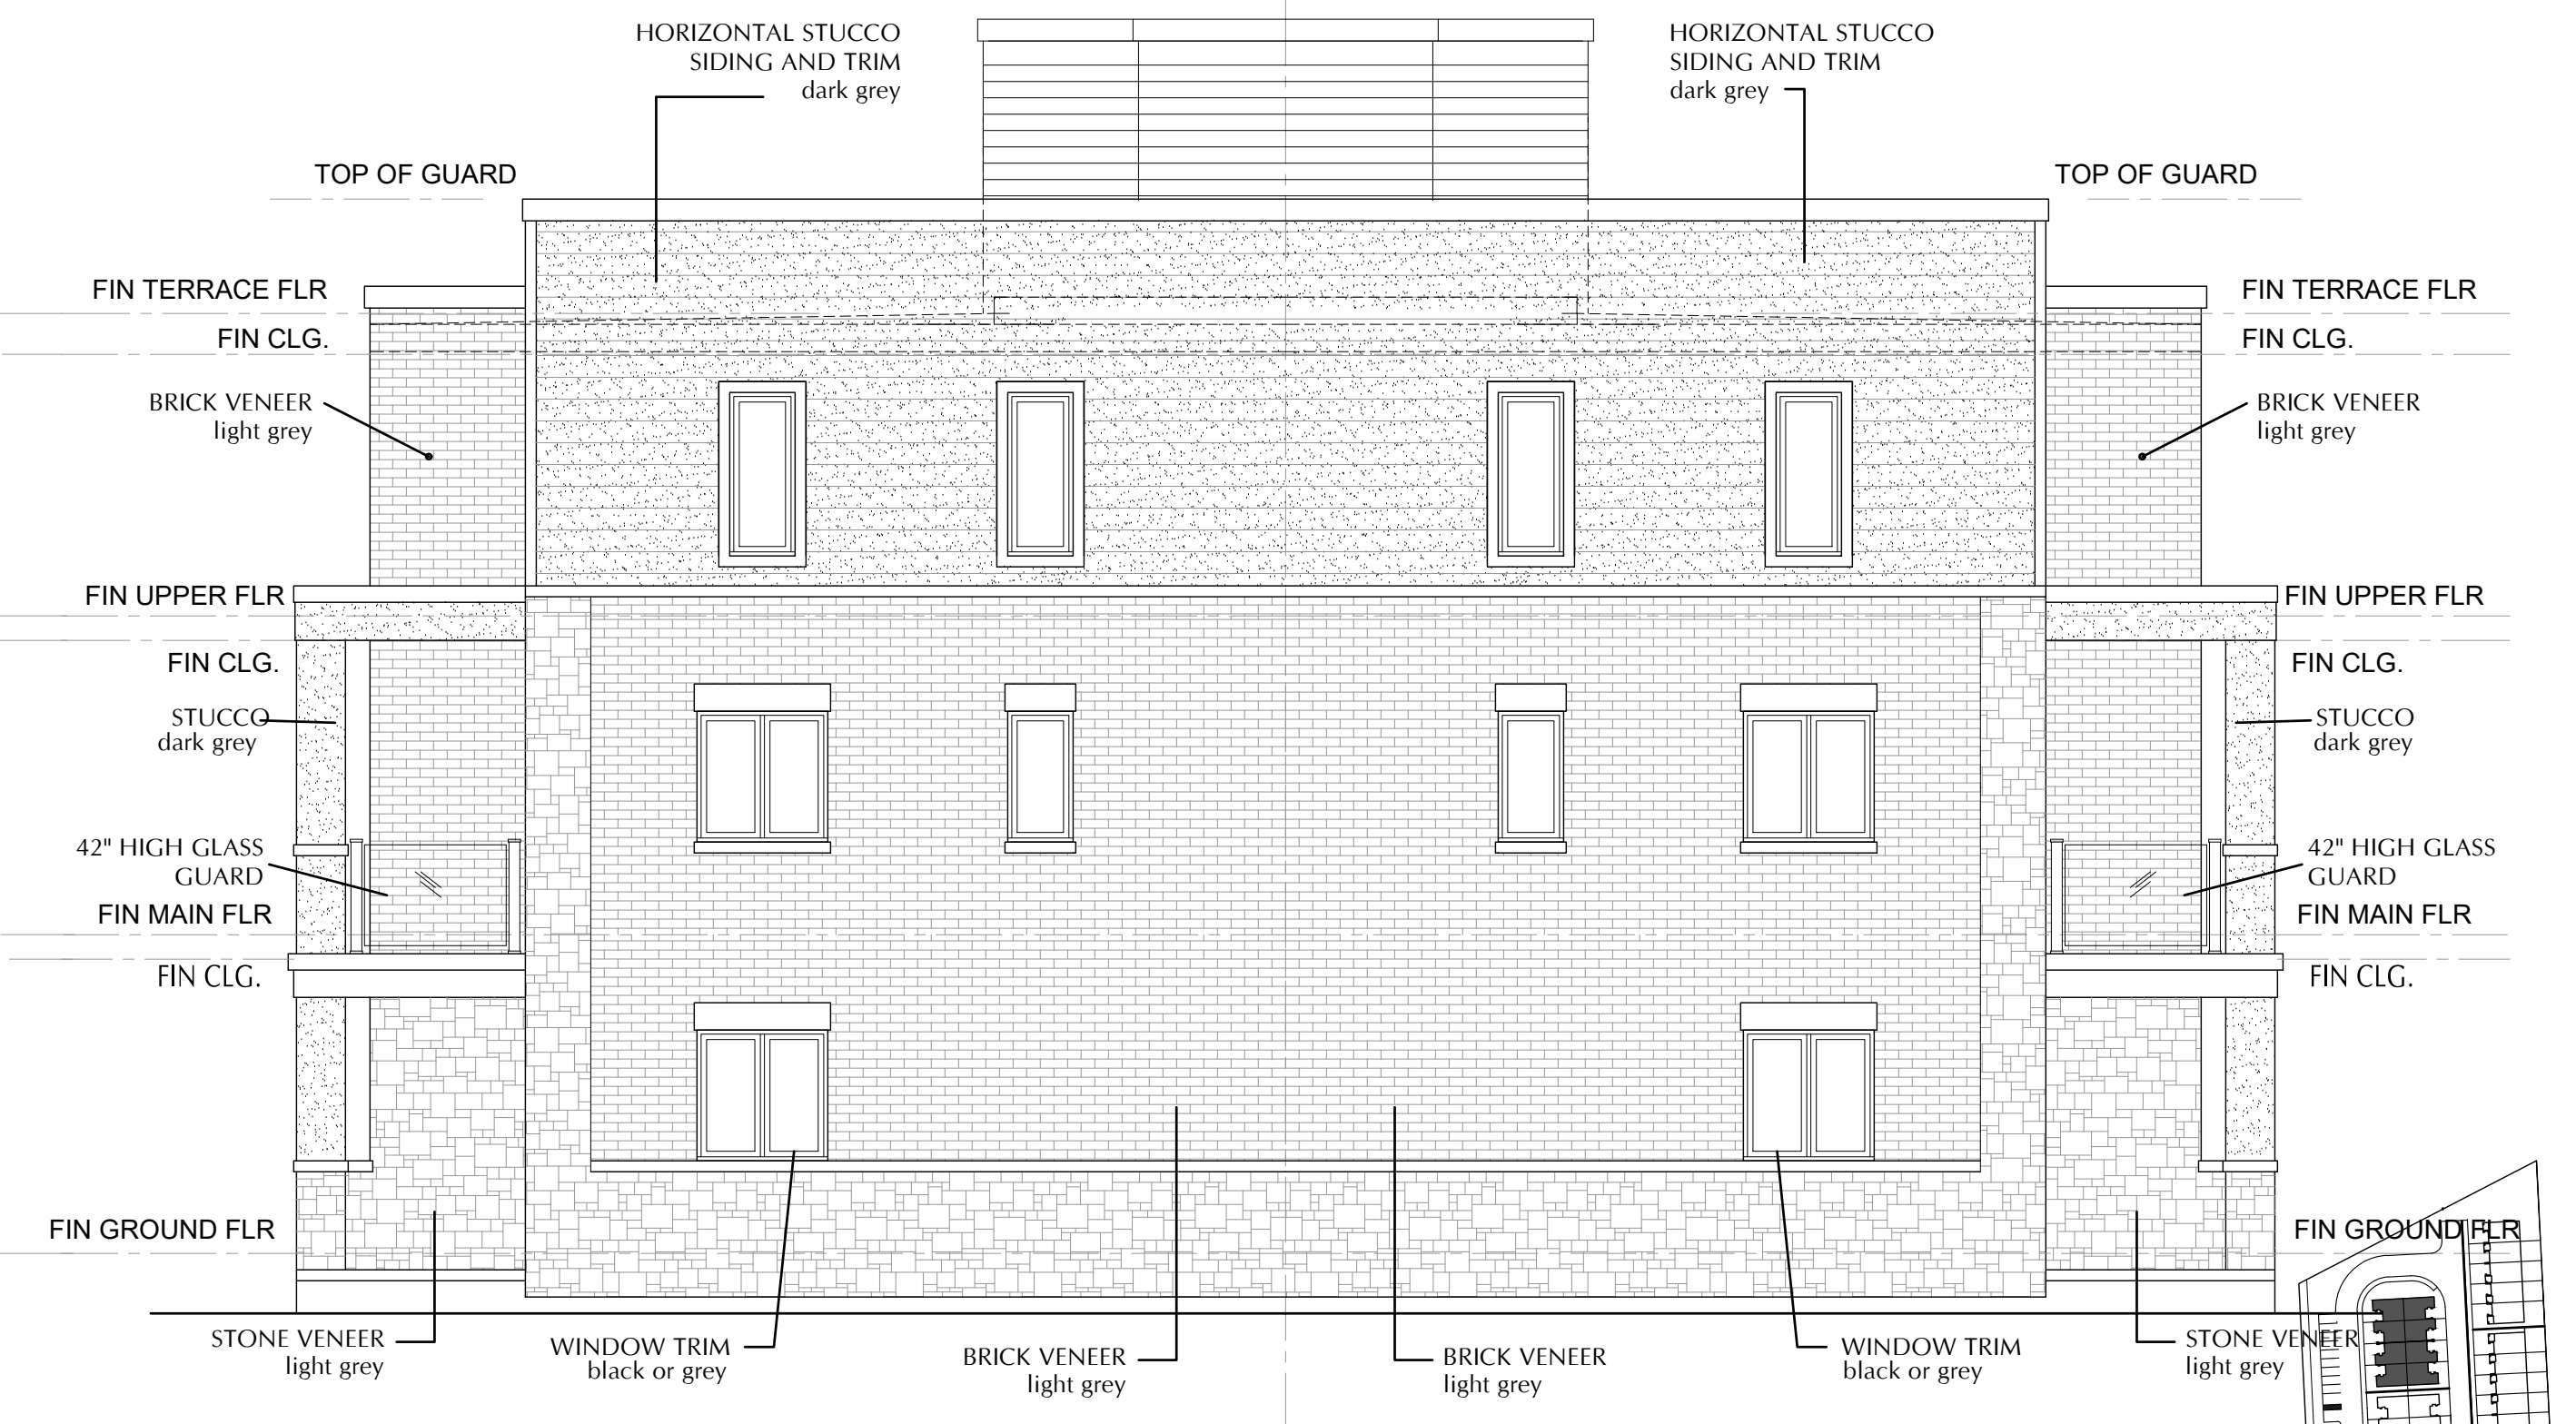 HORIZONTAL STUCCO
SIDING AND TRIM
dark grey
HORIZONTAL STUCCO
SIDING AND TRIM
dark grey
TOP OF GUARD
TOP OF GUARD
FIN TERRACE FLR
FIN TERRACE FLR
FIN CLG.
FIN CLG.
BRICK VENEER
light grey
BRICK VENEER
light grey
FIN UPPER FLR
FIN UPPER FLR
FIN CLG.
FIN CLG.
STUCCO
dark grey
STUCCO
dark grey
42" HIGH GLASS
GUARD
42" HIGH GLASS
GUARD
FIN MAIN FLR
FIN MAIN FLR
FIN CLG.
FIN CLG.
FIN GROUND FLR
FIN GROUND FLR
STONE VENEER
light grey
WINDOW TRIM
black or grey
BRICK VENEER
light grey
BRICK VENEER
light grey
WINDOW TRIM
black or grey
STONE VENEER
light grey